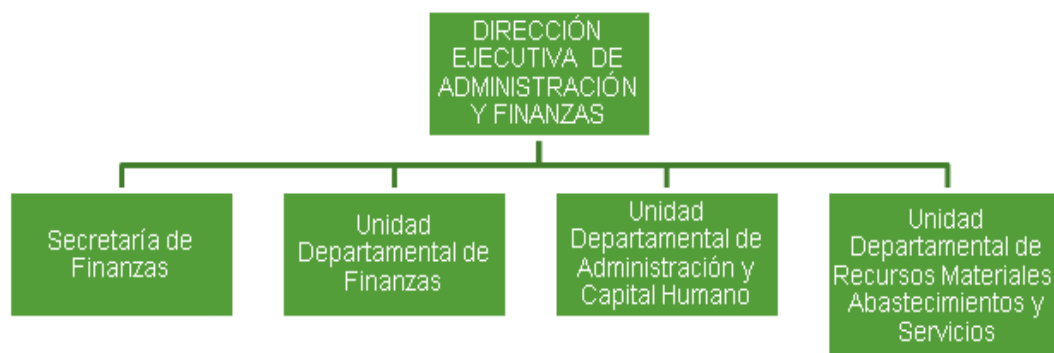 DIRECCIÓN
EJECUTIVA DE
ADMINISTRACIÓN
Y FINANZAS
Secretaría de
Finanzas
Unidad
Departamental de
Finanzas
Unidad
Departamental de
Administración y
Capital Humano
Unidad
Departamental de
Recursos Materiales
Abastecimientos y
Servicios